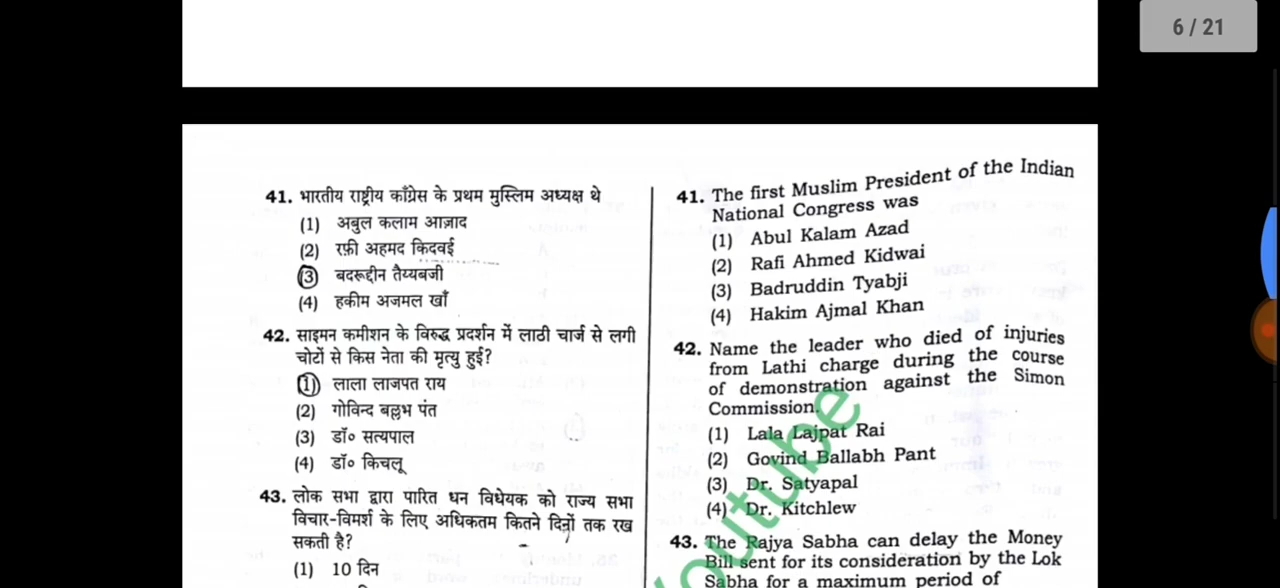 6 / 21
41. भारतीय राष्ट्रीय काँग्रेस के प्रथम मुस्लिम अध्यक्ष थे
(1) अबुल कलाम आज़ाद
(2) रफ़ी अहमद किदवई
(3) बदरूद्दीन तैय्यबजी
(4) हकीम अजमल खाँ
42. साइमन कमीशन के विरुद्ध प्रदर्शन में लाठी चार्ज से लगी
चोटों से किस नेता की मृत्यु हुई?
(1) लाला लाजपत राय
(2) गोविन्द बल्लभ पंत
(3) डॉ० सत्यपाल
(4) डॉ० किचलू
43. लोक सभा द्वारा पारित धन विधेयक को राज्य सभा
विचार-विमर्श के लिए अधिकतम कितने दिनों तक रख
सकती है?
(1) 10 दिन
41. The first Muslim President of the Indian
National Congress was
(1) Abul Kalam Azad
(2) Rafi Ahmed Kidwai
(3) Badruddin Tyabji
(4) Hakim Ajmal Khan
42. Name the leader who died of injuries
from Lathi charge during the course
of demonstration against the Simon
Commission.
(1) Lala Lajpat Rai
(2) Govind Ballabh Pant
(3) Dr. Satyapal
(4) Dr. Kitchlew
43. The Rajya Sabha can delay the Money
Bill sent for its consideration by the Lok
Sabha for a maximum period of
outube